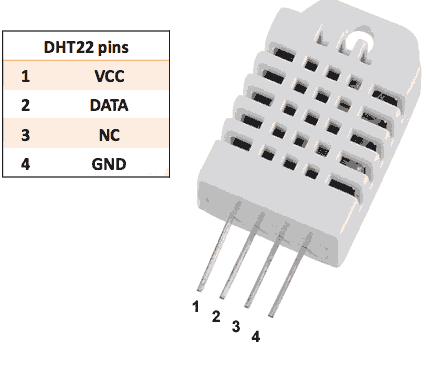 DHT22 pins
1 VCC
2 DATA
3 NC
4 GND
1
2
3
4